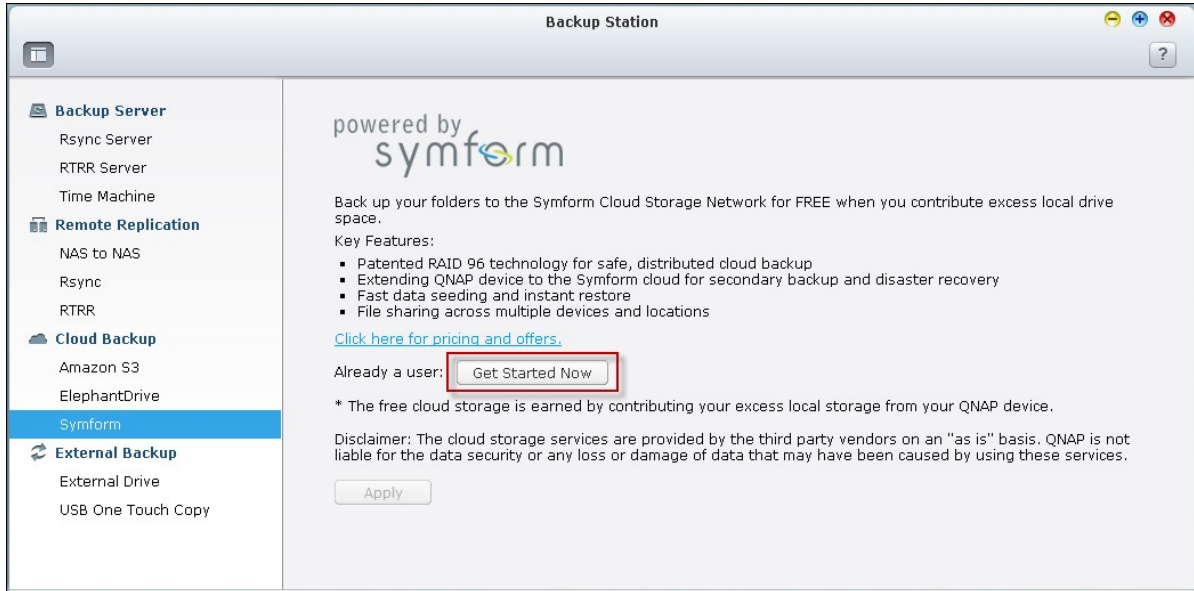 Backup Station
?
Backup Server
Rsync Server
RTRR Server
Time Machine
Remote Replication
NAS to NAS
Rsync
RTRR
Cloud Backup
Amazon S3
ElephantDrive
Symform
External Backup
External Drive
USB One Touch Copy
powered by
symform
Back up your folders to the Symform Cloud Storage Network for FREE when you contribute excess local drive
space.
Key Features:
▪ Patented RAID 96 technology for safe, distributed cloud backup
▪ Extending QNAP device to the Symform cloud for secondary backup and disaster recovery
▪ Fast data seeding and instant restore
▪ File sharing across multiple devices and locations
Click here for pricing and offers.
Already a user: Get Started Now
* The free cloud storage is earned by contributing your excess local storage from your QNAP device.
Disclaimer: The cloud storage services are provided by the third party vendors on an "as is" basis. QNAP is not
liable for the data security or any loss or damage of data that may have been caused by using these services.
Apply